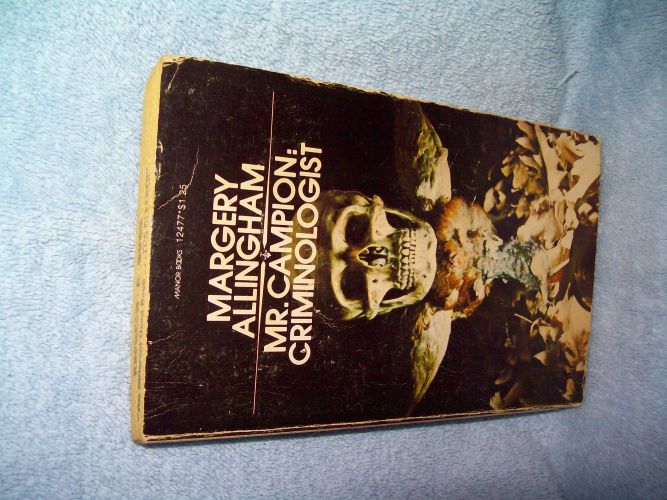 MANOR BOOKS · 12477 * $1.25
MARGERY
ALLINGHAM
MR. CAMPION:
CRIMINOLOGIST